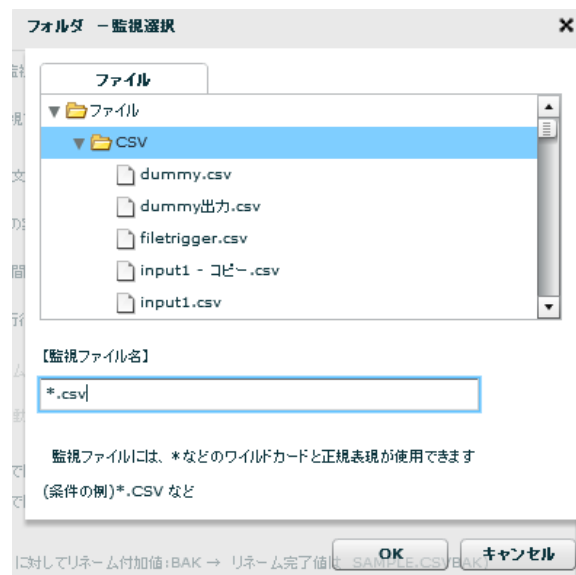 フォルダ －監視選択
ファイル
ファイル
CSV
dummy.csv
dummy出力.csv
filetrigger.csv
input1 - コピー.csv
input1.csv
【監視ファイル名】
*.csv
監視ファイルには、*などのワイルドカードと正規表現が使用できます
(条件の例)*.CSV など
OK
キャンセル
に対してリネーム付加値:BAK → リネーム完了値は SAMPLE.CSVBAK)